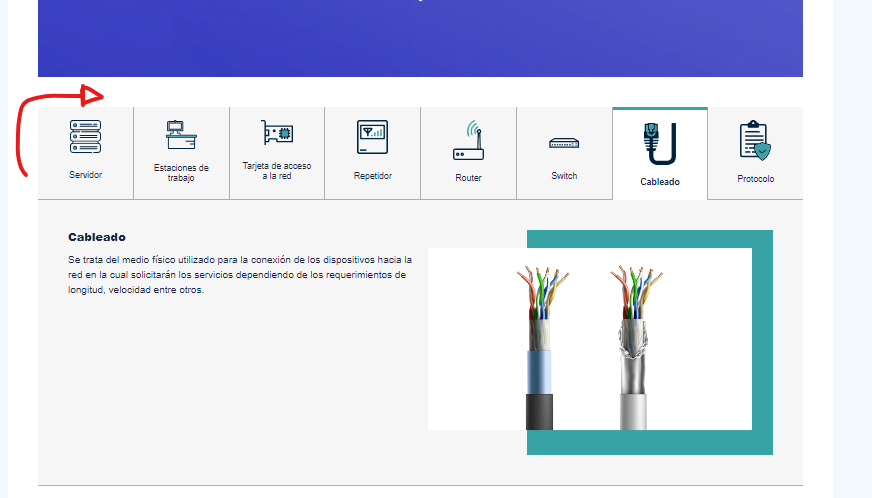 Servidor
Estaciones de
trabajo
Tarjeta de acceso
a la red
Repetidor
Router
Switch
Cableado
Protocolo
Cableado
Se trata del medio físico utilizado para la conexión de los dispositivos hacia la
red en la cual solicitarán los servicios dependiendo de los requerimientos de
longitud, velocidad entre otros.